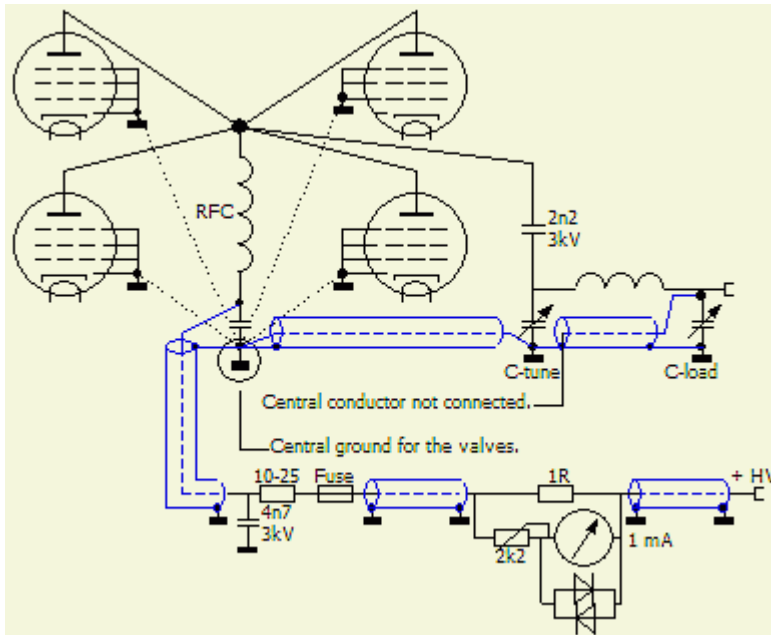 RFC
2n2
3kV
C-tune
C-load
Central conductor not connected.
Central ground for the valves.
10-25
Fuse
1R
+ HV
4n7
3kV
2k2
1 mA